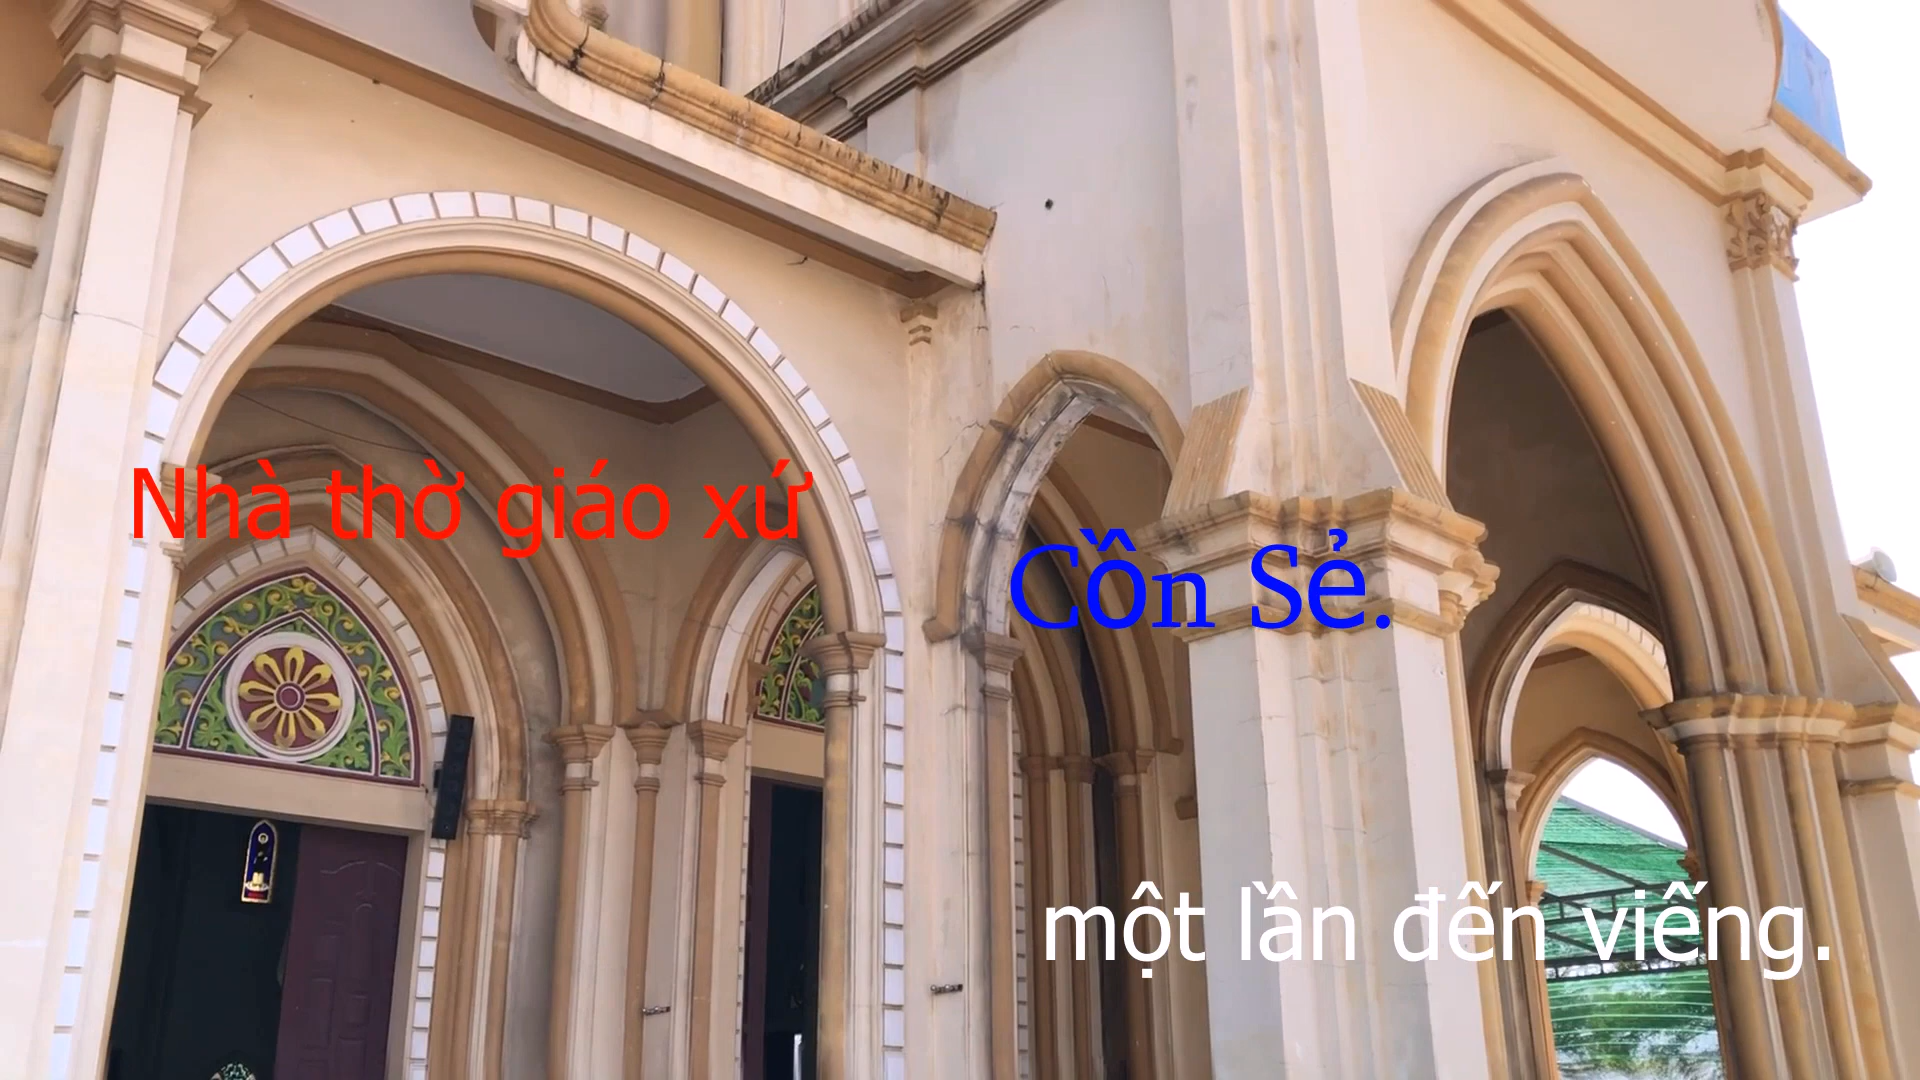 Nhà thờ giáo xứ
Cồn Sẻ.
một lần đến viếng.